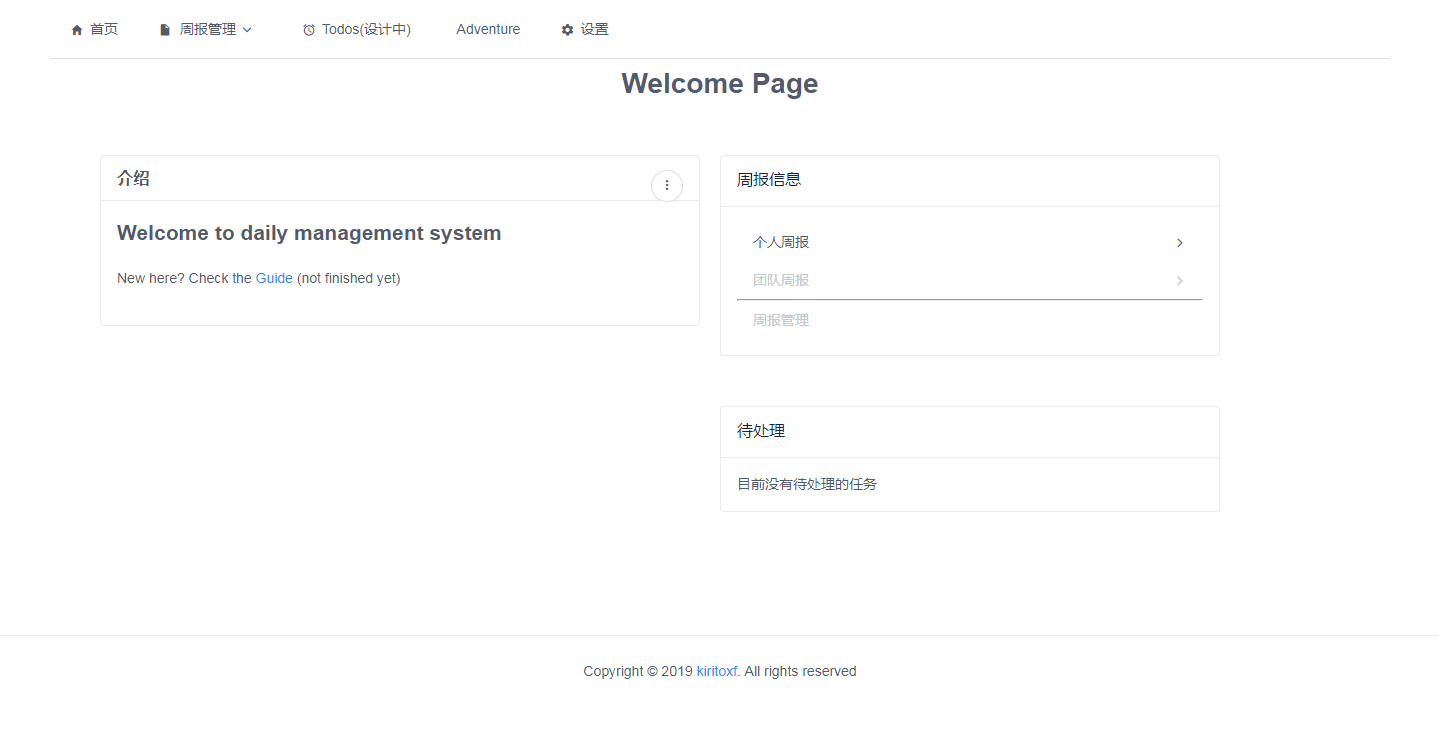 首页 周报管理 Todos(设计中) Adventure 设置
Welcome Page
介绍
Welcome to daily management system
New here? Check the Guide (not finished yet)
周报信息
个人周报
团队周报
周报管理
待处理
目前没有待处理的任务
Copyright © 2019 kiritoxf. All rights reserved